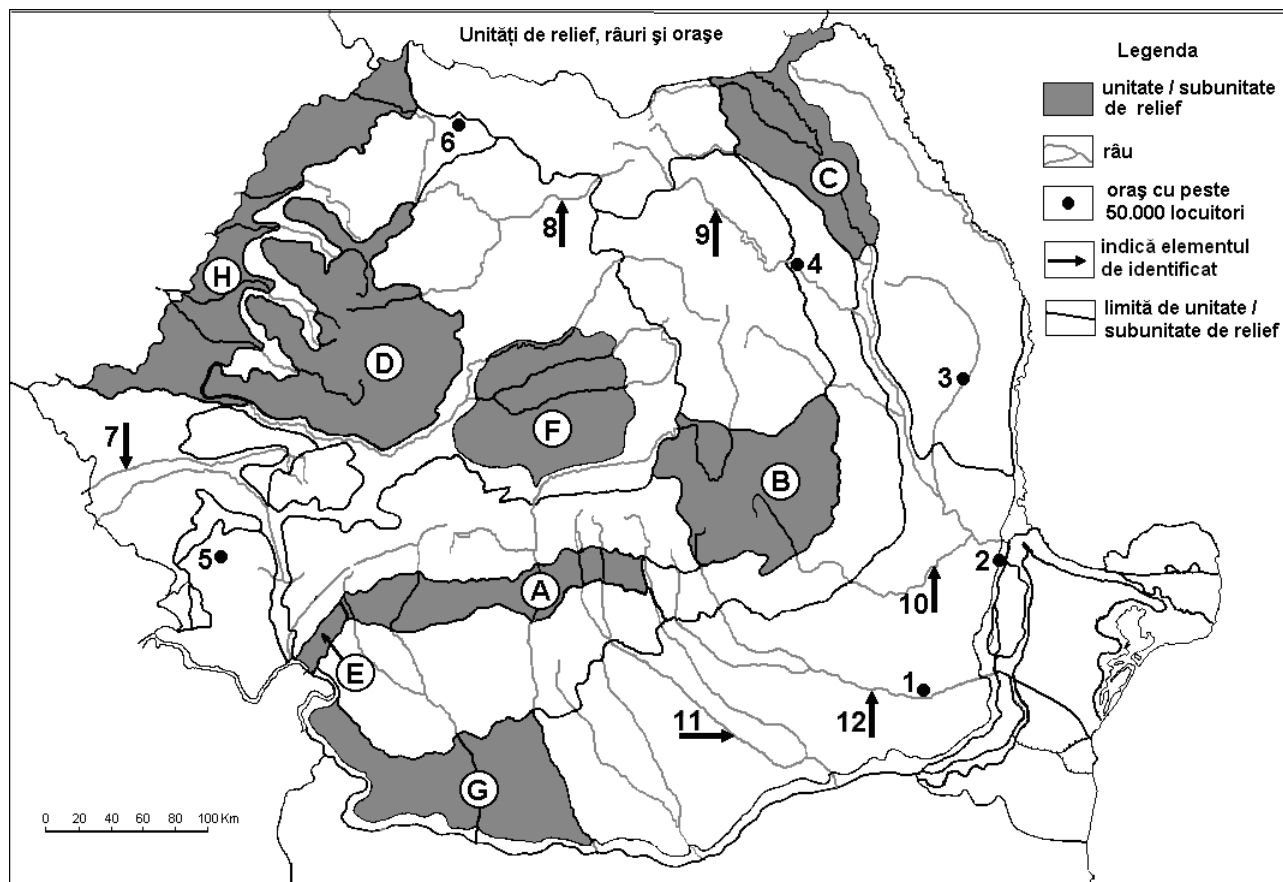 Unități de relief, râuri şi oraşe
Legenda
unitate / subunitate
de relief
râu
oraş cu peste
50.000 locuitori
indică elementul
de identificat
limită de unitate /
subunitate de relief
6
C
8
9
4
H
D
3
7
F
B
5
2
A
10
E
1
11
12
G
0 20 40 60 80 100 Km